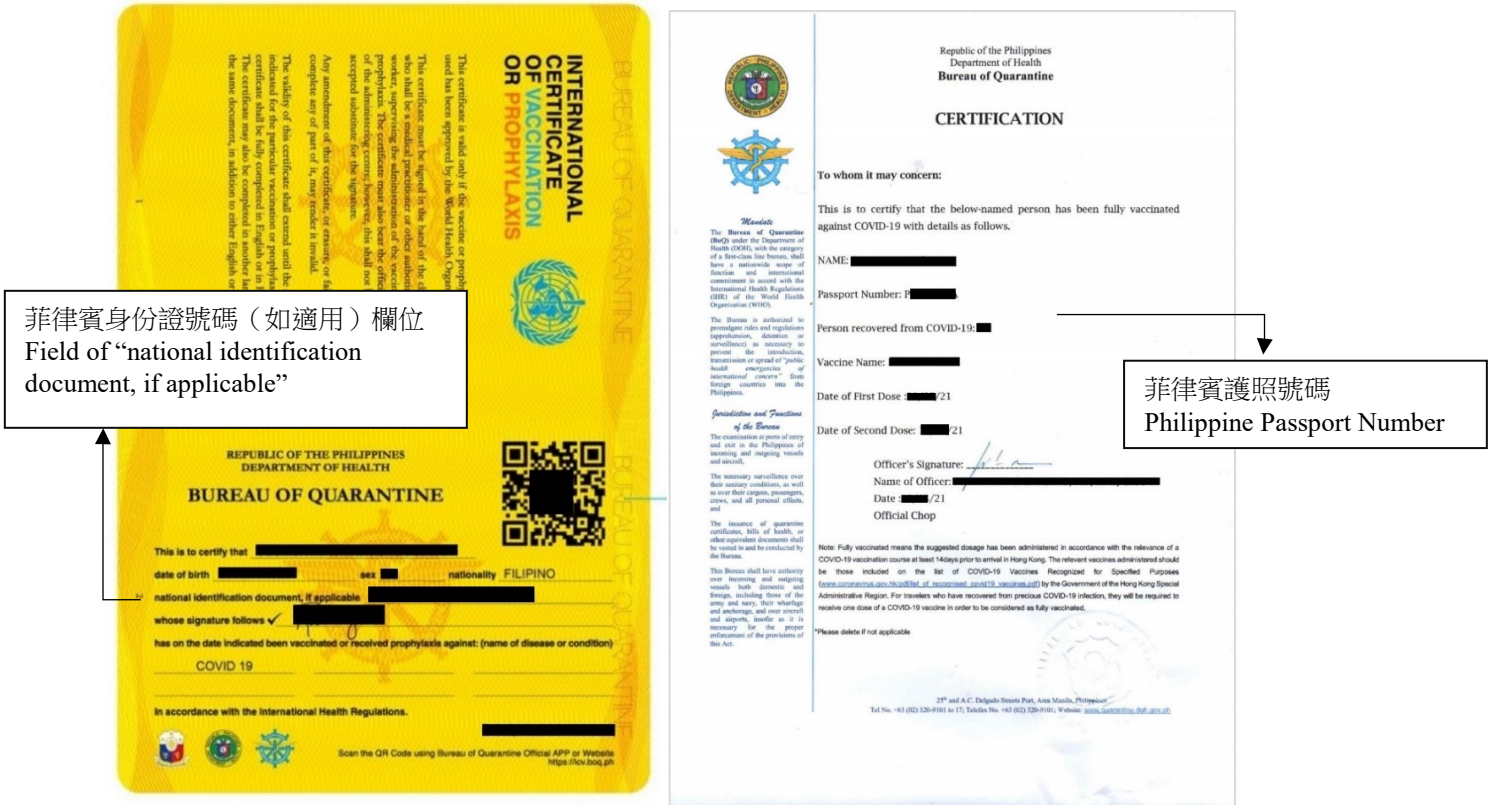 BUREAU OF QUARANTINE
INTERNATIONAL
CERTIFICATE
OF VACCINATION
OR PROPHYLAXIS
This certificate is valid only if the vaccine or proph
used has been approved by the World Health Organ
This certificate must be signed in the hand of the cl
who shall be a medical practitioner or other authori
worker, supervising the administration of the vaccin
prophylaxis. The certificate must also bear the offic
of the administering centre; however, this shall not
accepted substitute for the signature.
Any amendment of this certificate, or erasure, or fa
complete any of part of it, may render it invalid.
The validity of this certificate shall extend until the
indicated for the particular vaccination or prophylax
certificate shall be fully completed in English or in
The certificate may also be completed in another lan
the same document, in addition to either English or
菲律賓身份證號碼（如適用）欄位
Field of “national identification
document, if applicable”
REPUBLIC OF THE PHILIPPINES
DEPARTMENT OF HEALTH
BUREAU OF QUARANTINE
BUREAU OF QUARANTINE
This is to certify that
date of birth sex nationality FILIPINO
national identification document, if applicable
whose signature follows ✓
has on the date indicated been vaccinated or received prophylaxis against: (name of disease or condition)
COVID 19
In accordance with the International Health Regulations.
Scan the QR Code using Bureau of Quarantine Official APP or Website
https://icv.boq.ph
Republic of the Philippines
Department of Health
Bureau of Quarantine
CERTIFICATION
Mandate
The Bureau of Quarantine
(BoQ) under the Department of
Health (DOH), with the category
of a first-class line bureau, shall
have a nationwide scope of
function and international
commitment in accord with the
International Health Regulations
(IHR) of the World Health
Organization (WHO).
The Bureau is authorized to
promulgate rules and regulations
(apprehension, detention or
surveillance) as necessary to
prevent the introduction,
transmission or spread of "public
health emergencies of
international concern" from
foreign countries into the
Philippines.
Jurisdiction and Functions
of the Bureau
The examination at ports of entry
and exit in the Philippines of
incoming and outgoing vessels
and aircraft,
The necessary surveillance over
their sanitary conditions, as well
as over their cargoes, passengers,
crews, and all personal effects,
and
The issuance of quarantine
certificates, bills of health, or
other equivalent documents shall
be vested in and be conducted by
the Bureau.
This Bureau shall have authority
over incoming and outgoing
vessels both domestic and
foreign, including those of the
army and navy, their wharfage
and anchorage, and over aircraft
and airports, insofar as it is
necessary for the proper
enforcement of the provisions of
this Act.
To whom it may concern:
This is to certify that the below-named person has been fully vaccinated
against COVID-19 with details as follows.
NAME:
Passport Number: P
Person recovered from COVID-19:
Vaccine Name:
Date of First Dose : /21
Date of Second Dose: /21
Officer's Signature:
Name of Officer:
Date : /21
Official Chop
Note: Fully vaccinated means the suggested dosage has been administered in accordance with the relevance of a
COVID-19 vaccination course at least 14days prior to arrival in Hong Kong. The relevant vaccines administered should
be those included on the list of COVID-19 Vaccines Recognized for Specified Purposes
(www.coronavirus.gov.hk/pdf/list_of_recognised_covid19_vaccines.pdf) by the Government of the Hong Kong Special
Administrative Region. For travelers who have recovered from precious COVID-19 infection, they will be required to
receive one dose of a COVID-19 vaccine in order to be considered as fully vaccinated.
*Please delete if not applicable
25th and A.C. Delgado Streets Port, Area Manila, Philippines
Tel No. +63 (02) 320-9101 to 17; Telefax No. +63 (02) 320-9101; Website: www.quarantine.doh.gov.ph
菲律賓護照號碼
Philippine Passport Number